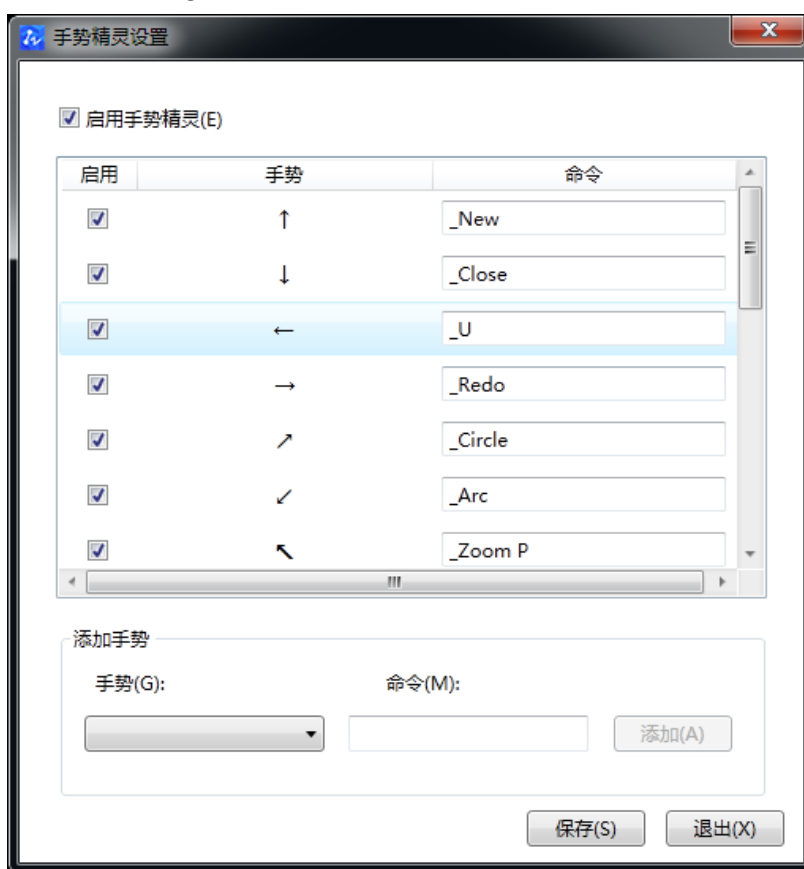 手势精灵设置
启用手势精灵(E)
启用 手势 命令
↑ _New
↓ _Close
← _U
→ _Redo
↗ _Circle
↙ _Arc
↖ _Zoom P
添加手势
手势(G): 命令(M):
添加(A)
保存(S) 退出(X)